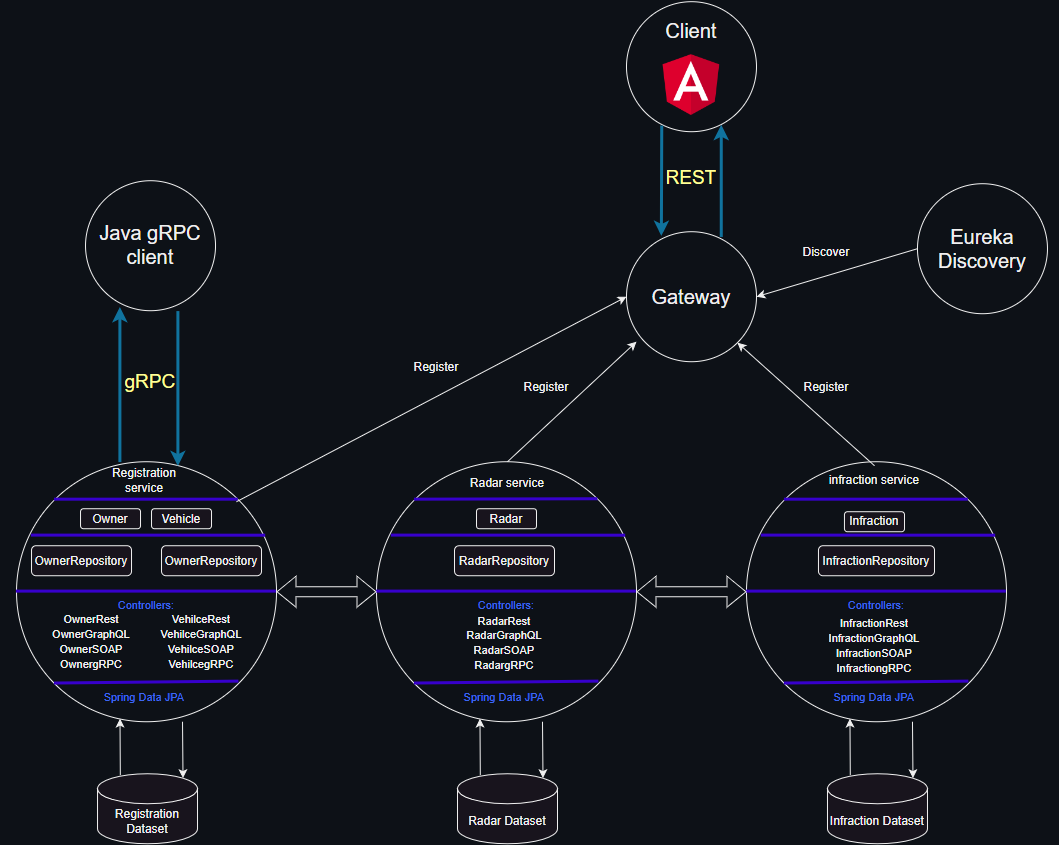 Client
A
REST
Java gRPC
client
Eureka
Discovery
Discover
Gateway
gRPC
Register
Register
Register
Registration
service
Owner
Vehicle
OwnerRepository
OwnerRepository
Controllers:
OwnerRest
VehilceRest
OwnerGraphQL
VehilceGraphQL
OwnerSOAP
VehilceSOAP
OwnergRPC
VehilcegRPC
Spring Data JPA
Radar service
Radar
RadarRepository
Controllers:
RadarRest
RadarGraphQL
RadarSOAP
RadargRPC
Spring Data JPA
infraction service
Infraction
InfractionRepository
Controllers:
InfractionRest
InfractionGraphQL
InfractionSOAP
InfractiongRPC
Spring Data JPA
Registration
Dataset
Radar Dataset
Infraction Dataset